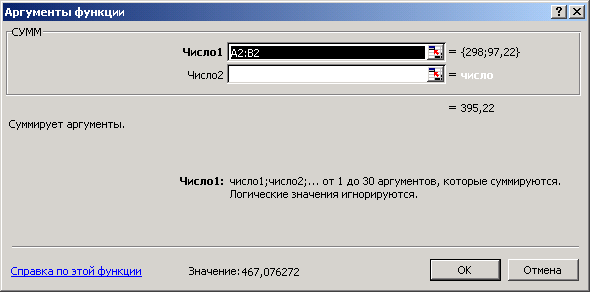 Аргументы функции
СУММ
Число1 A2:B2 = {298;97,22}
Число2 = число
= 395,22
Суммирует аргументы.
Число1: число1;число2;... от 1 до 30 аргументов, которые суммируются.
Логические значения игнорируются.
Справка по этой функции Значение:467,076272 OK Отмена